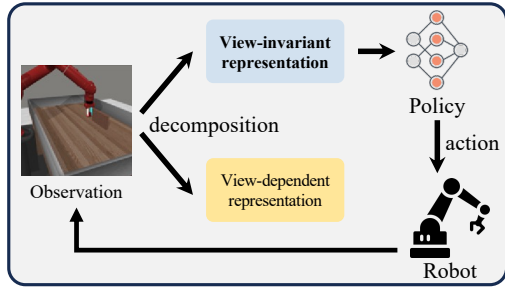 View-invariant
representation
Policy
decomposition
action
Observation
View-dependent
representation
Robot